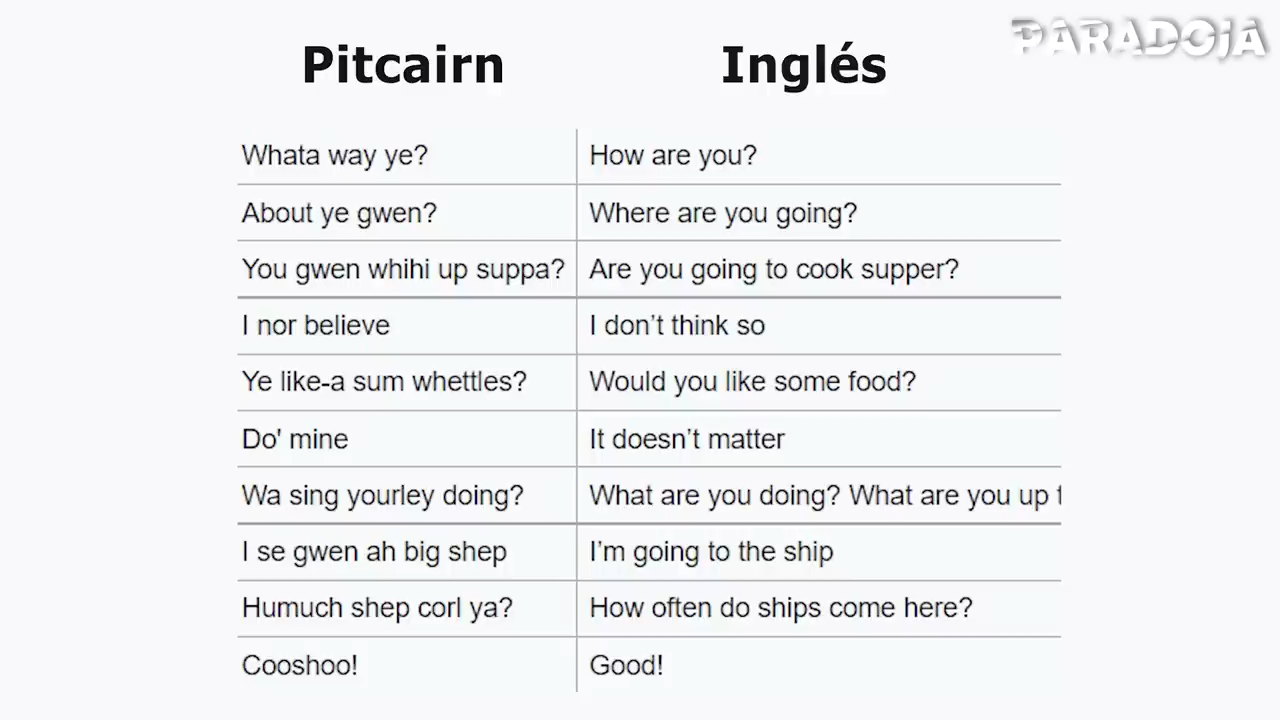 PARADOJA
Pitcairn Inglés
Whata way ye? How are you?
About ye gwen? Where are you going?
You gwen whihi up suppa? Are you going to cook supper?
I nor believe I don’t think so
Ye like-a sum whettles? Would you like some food?
Do' mine It doesn’t matter
Wa sing yourley doing? What are you doing? What are you up
I se gwen ah big shep I’m going to the ship
Humuch shep corl ya? How often do ships come here?
Cooshoo! Good!